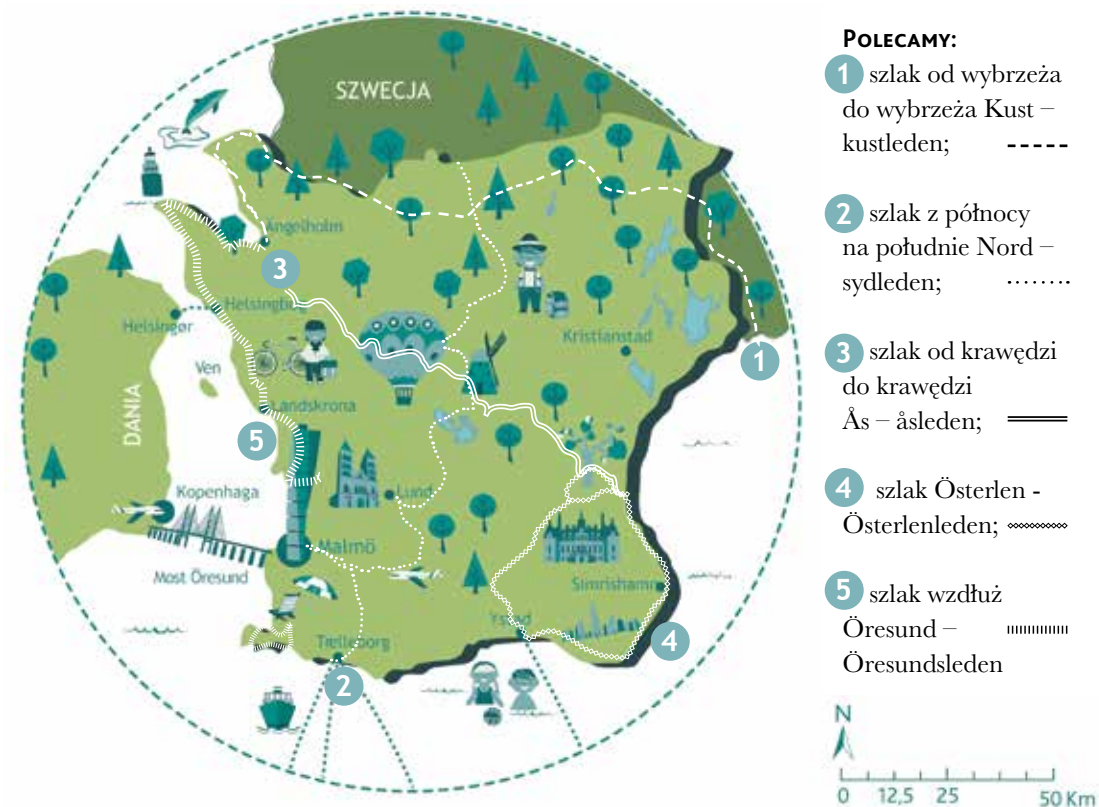 SZWECJA
Ängelholm
3
Helsingborg
Helsingør
Kristianstad
1
Ven
Landskrona
DANIA
5
Kopenhaga
Lund
Malmö
Most Öresund
Simrishamn
Ystad
Trelleborg
4
2
POLECAMY:
1 szlak od wybrzeża
do wybrzeża Kust –
kustleden;
2 szlak z północy
na południe Nord –
sydleden;
3 szlak od krawędzi
do krawędzi
Ås – åsleden;
4 szlak Österlen -
Österlenleden;
5 szlak wzdłuż
Öresund –
Öresundsleden
N
0 12,5 25 50 Km